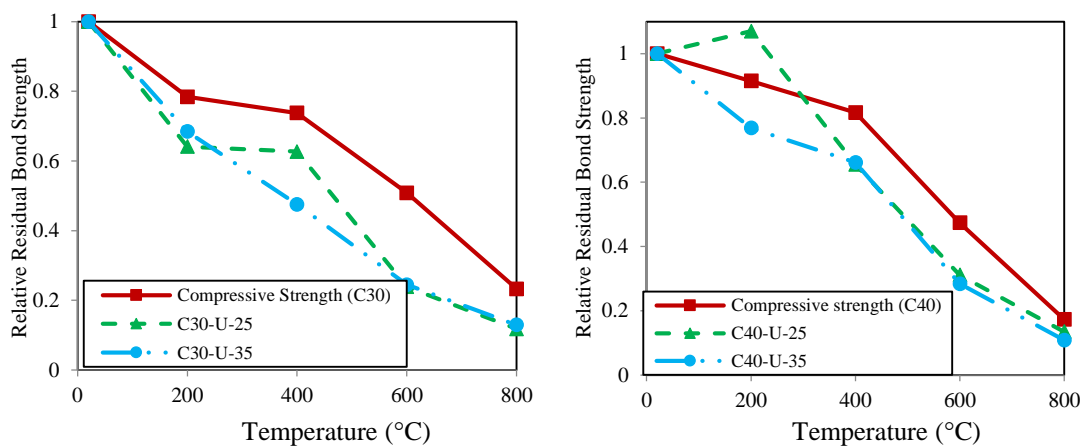 Relative Residual Bond Strength
1
0.8
0.6
0.4
0.2
0
Compressive Strength (C30)
C30-U-25
C30-U-35
0
200
400
600
800
Temperature (°C)
Relative Residual Bond Strength
1
0.8
0.6
0.4
0.2
0
Compressive strength (C40)
C40-U-25
C40-U-35
0
200
400
600
800
Temperature (°C)